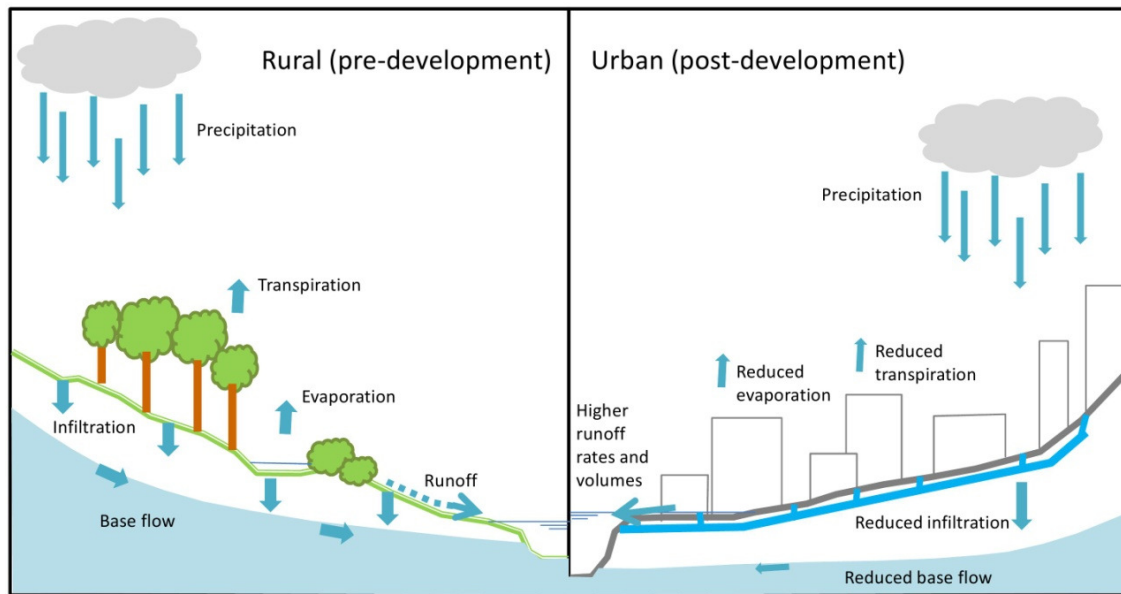 Rural (pre-development)
Precipitation
Transpiration
Evaporation
Infiltration
Runoff
Base flow
Urban (post-development)
Precipitation
Reduced
transpiration
Reduced
evaporation
Higher
runoff
rates and
volumes
Reduced infiltration
Reduced base flow